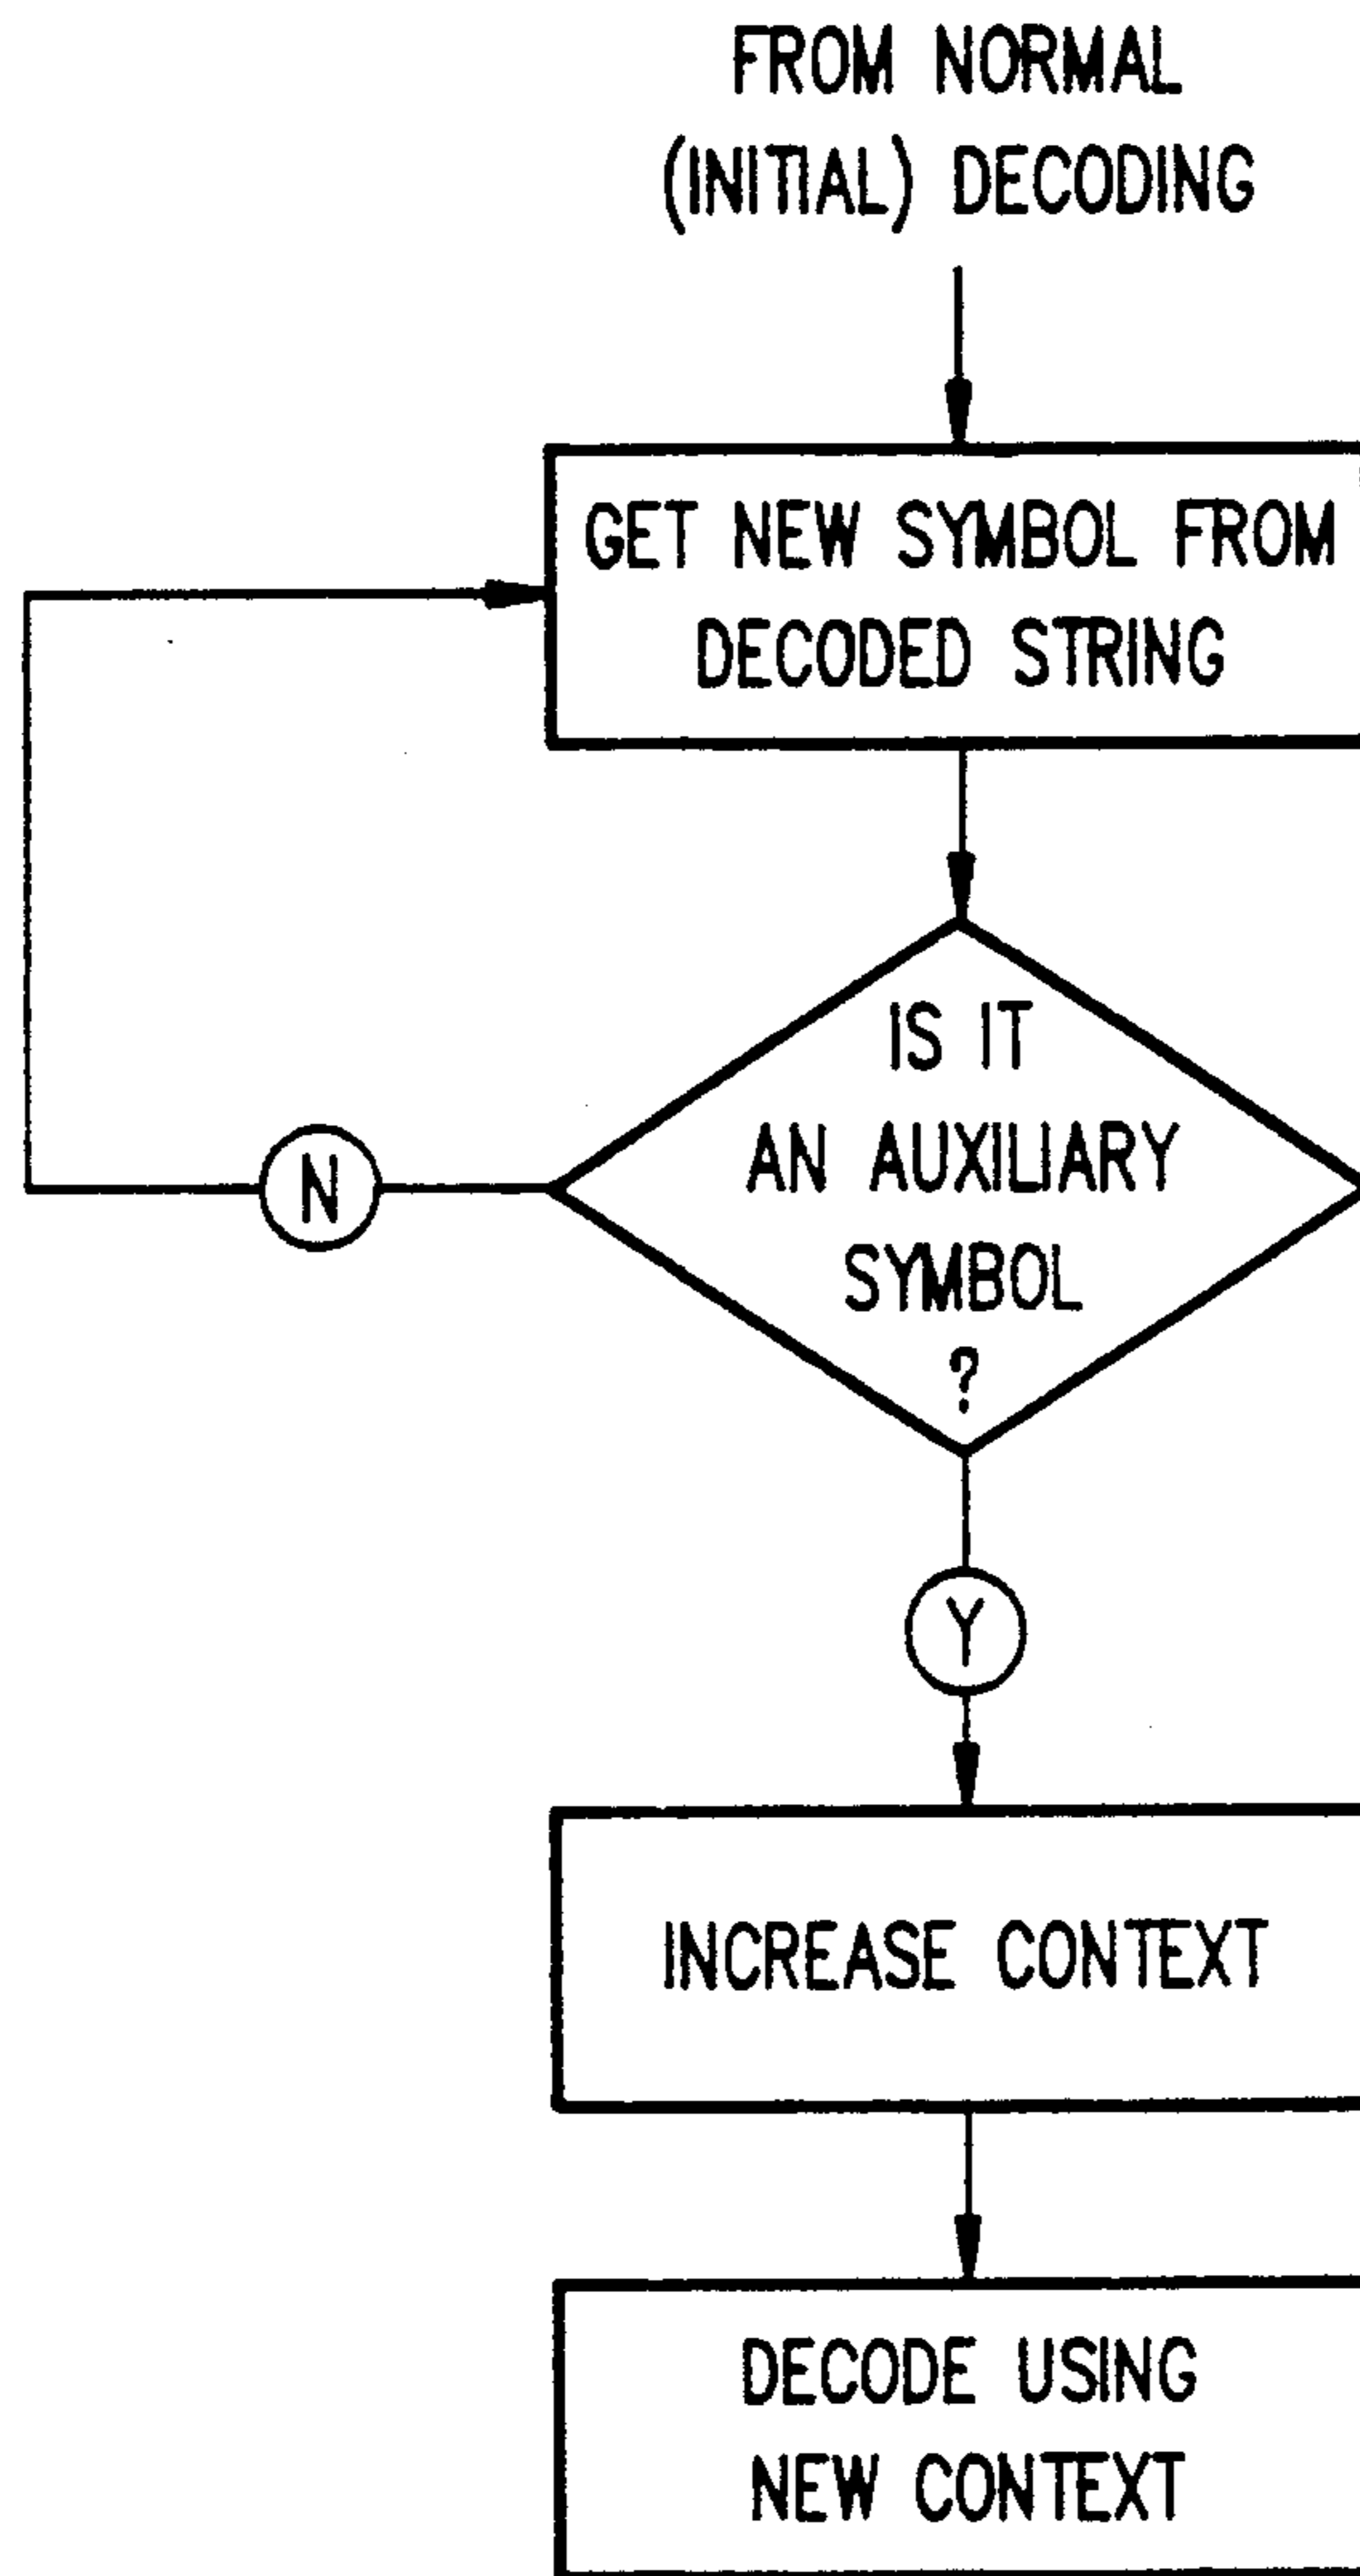 FROM NORMAL
(INITIAL) DECODING
GET NEW SYMBOL FROM
DECODED STRING
IS IT
AN AUXILIARY
SYMBOL
?
N
Y
INCREASE CONTEXT
DECODE USING
NEW CONTEXT